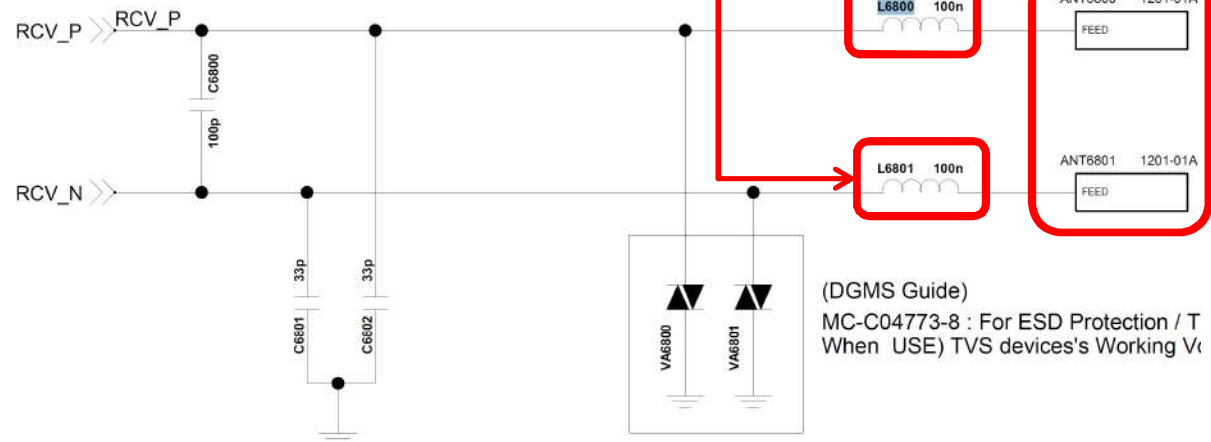 L6800 100n
1201-01A
RCV_P
RCV_P
FEED
C6800
100p
ANT6801 1201-01A
L6801 100n
RCV_N
FEED
33p
33p
C6801
C6802
VA6800
VA6801
(DGMS Guide)
MC-C04773-8 : For ESD Protection / T
When USE) TVS devices's Working